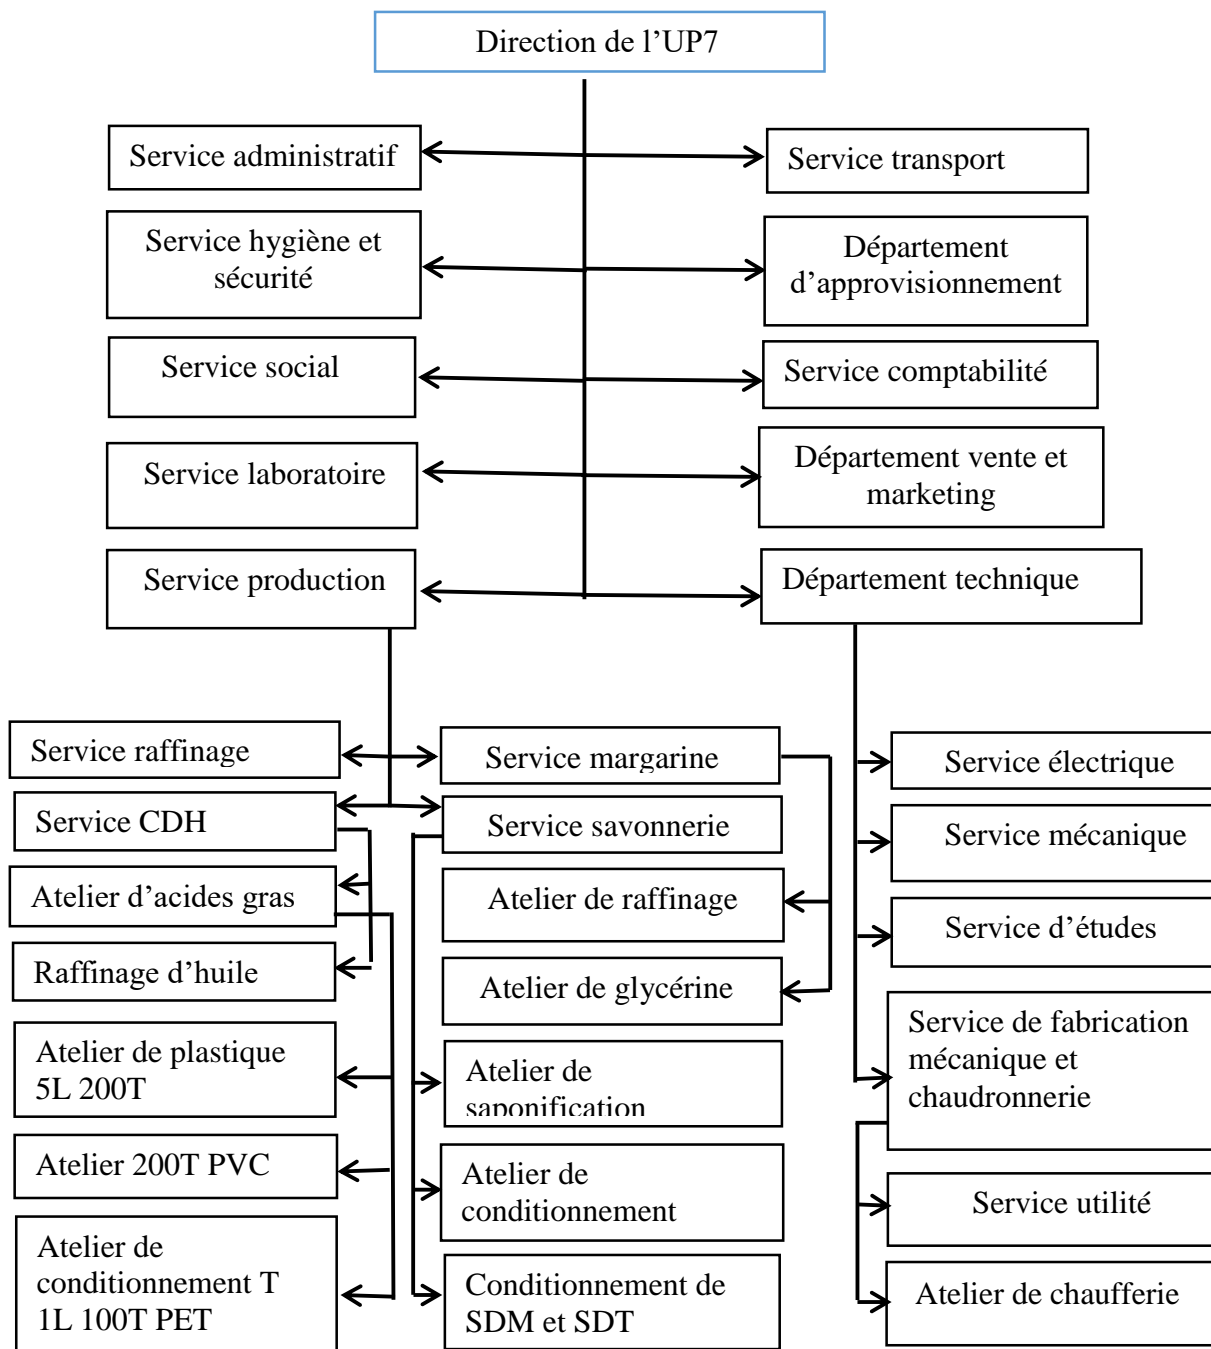 Direction de l’UP7
Service administratif
Service transport
Service hygiène et
sécurité
Département
d’approvisionnement
Service social
Service comptabilité
Service laboratoire
Département vente et
marketing
Service production
Département technique
Service raffinage
Service margarine
Service électrique
Service CDH
Service savonnerie
Service mécanique
Atelier d’acides gras
Atelier de raffinage
Service d’études
Raffinage d’huile
Atelier de glycérine
Service de fabrication
mécanique et
chaudronnerie
Atelier de plastique
5L 200T
Atelier de
saponification
Atelier 200T PVC
Atelier de
conditionnement
Service utilité
Atelier de
conditionnement T
1L 100T PET
Conditionnement de
SDM et SDT
Atelier de chaufferie